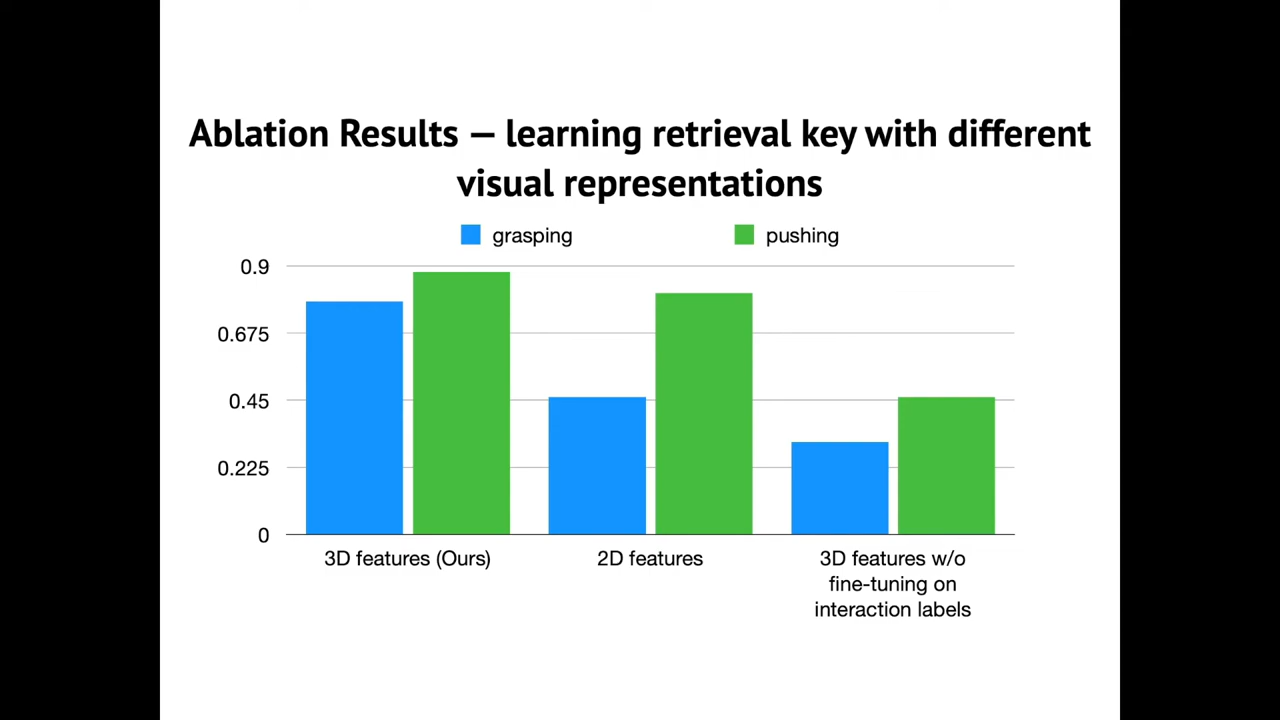 Ablation Results — learning retrieval key with different
visual representations
grasping pushing
0.9
0.675
0.45
0.225
0
3D features (Ours)
2D features
3D features w/o
fine-tuning on
interaction labels